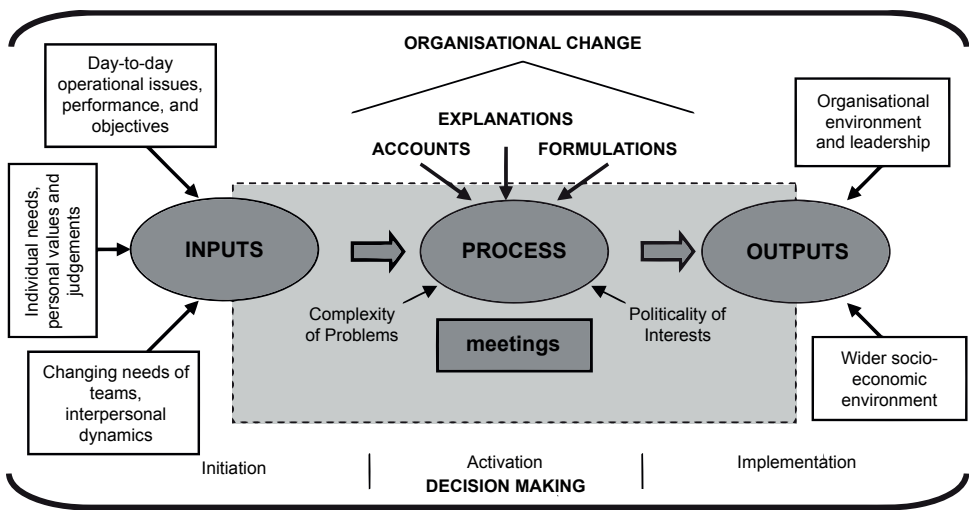 ORGANISATIONAL CHANGE
Day-to-day
operational issues,
performance, and
objectives
Organisational
environment
and leadership
EXPLANATIONS
ACCOUNTS
FORMULATIONS
Individual needs,
personal values and
judgements
INPUTS
PROCESS
OUTPUTS
Complexity
of Problems
Politicality of
Interests
meetings
Changing needs of
teams,
interpersonal
dynamics
Wider socio-
economic
environment
Initiation
Activation
Implementation
DECISION MAKING